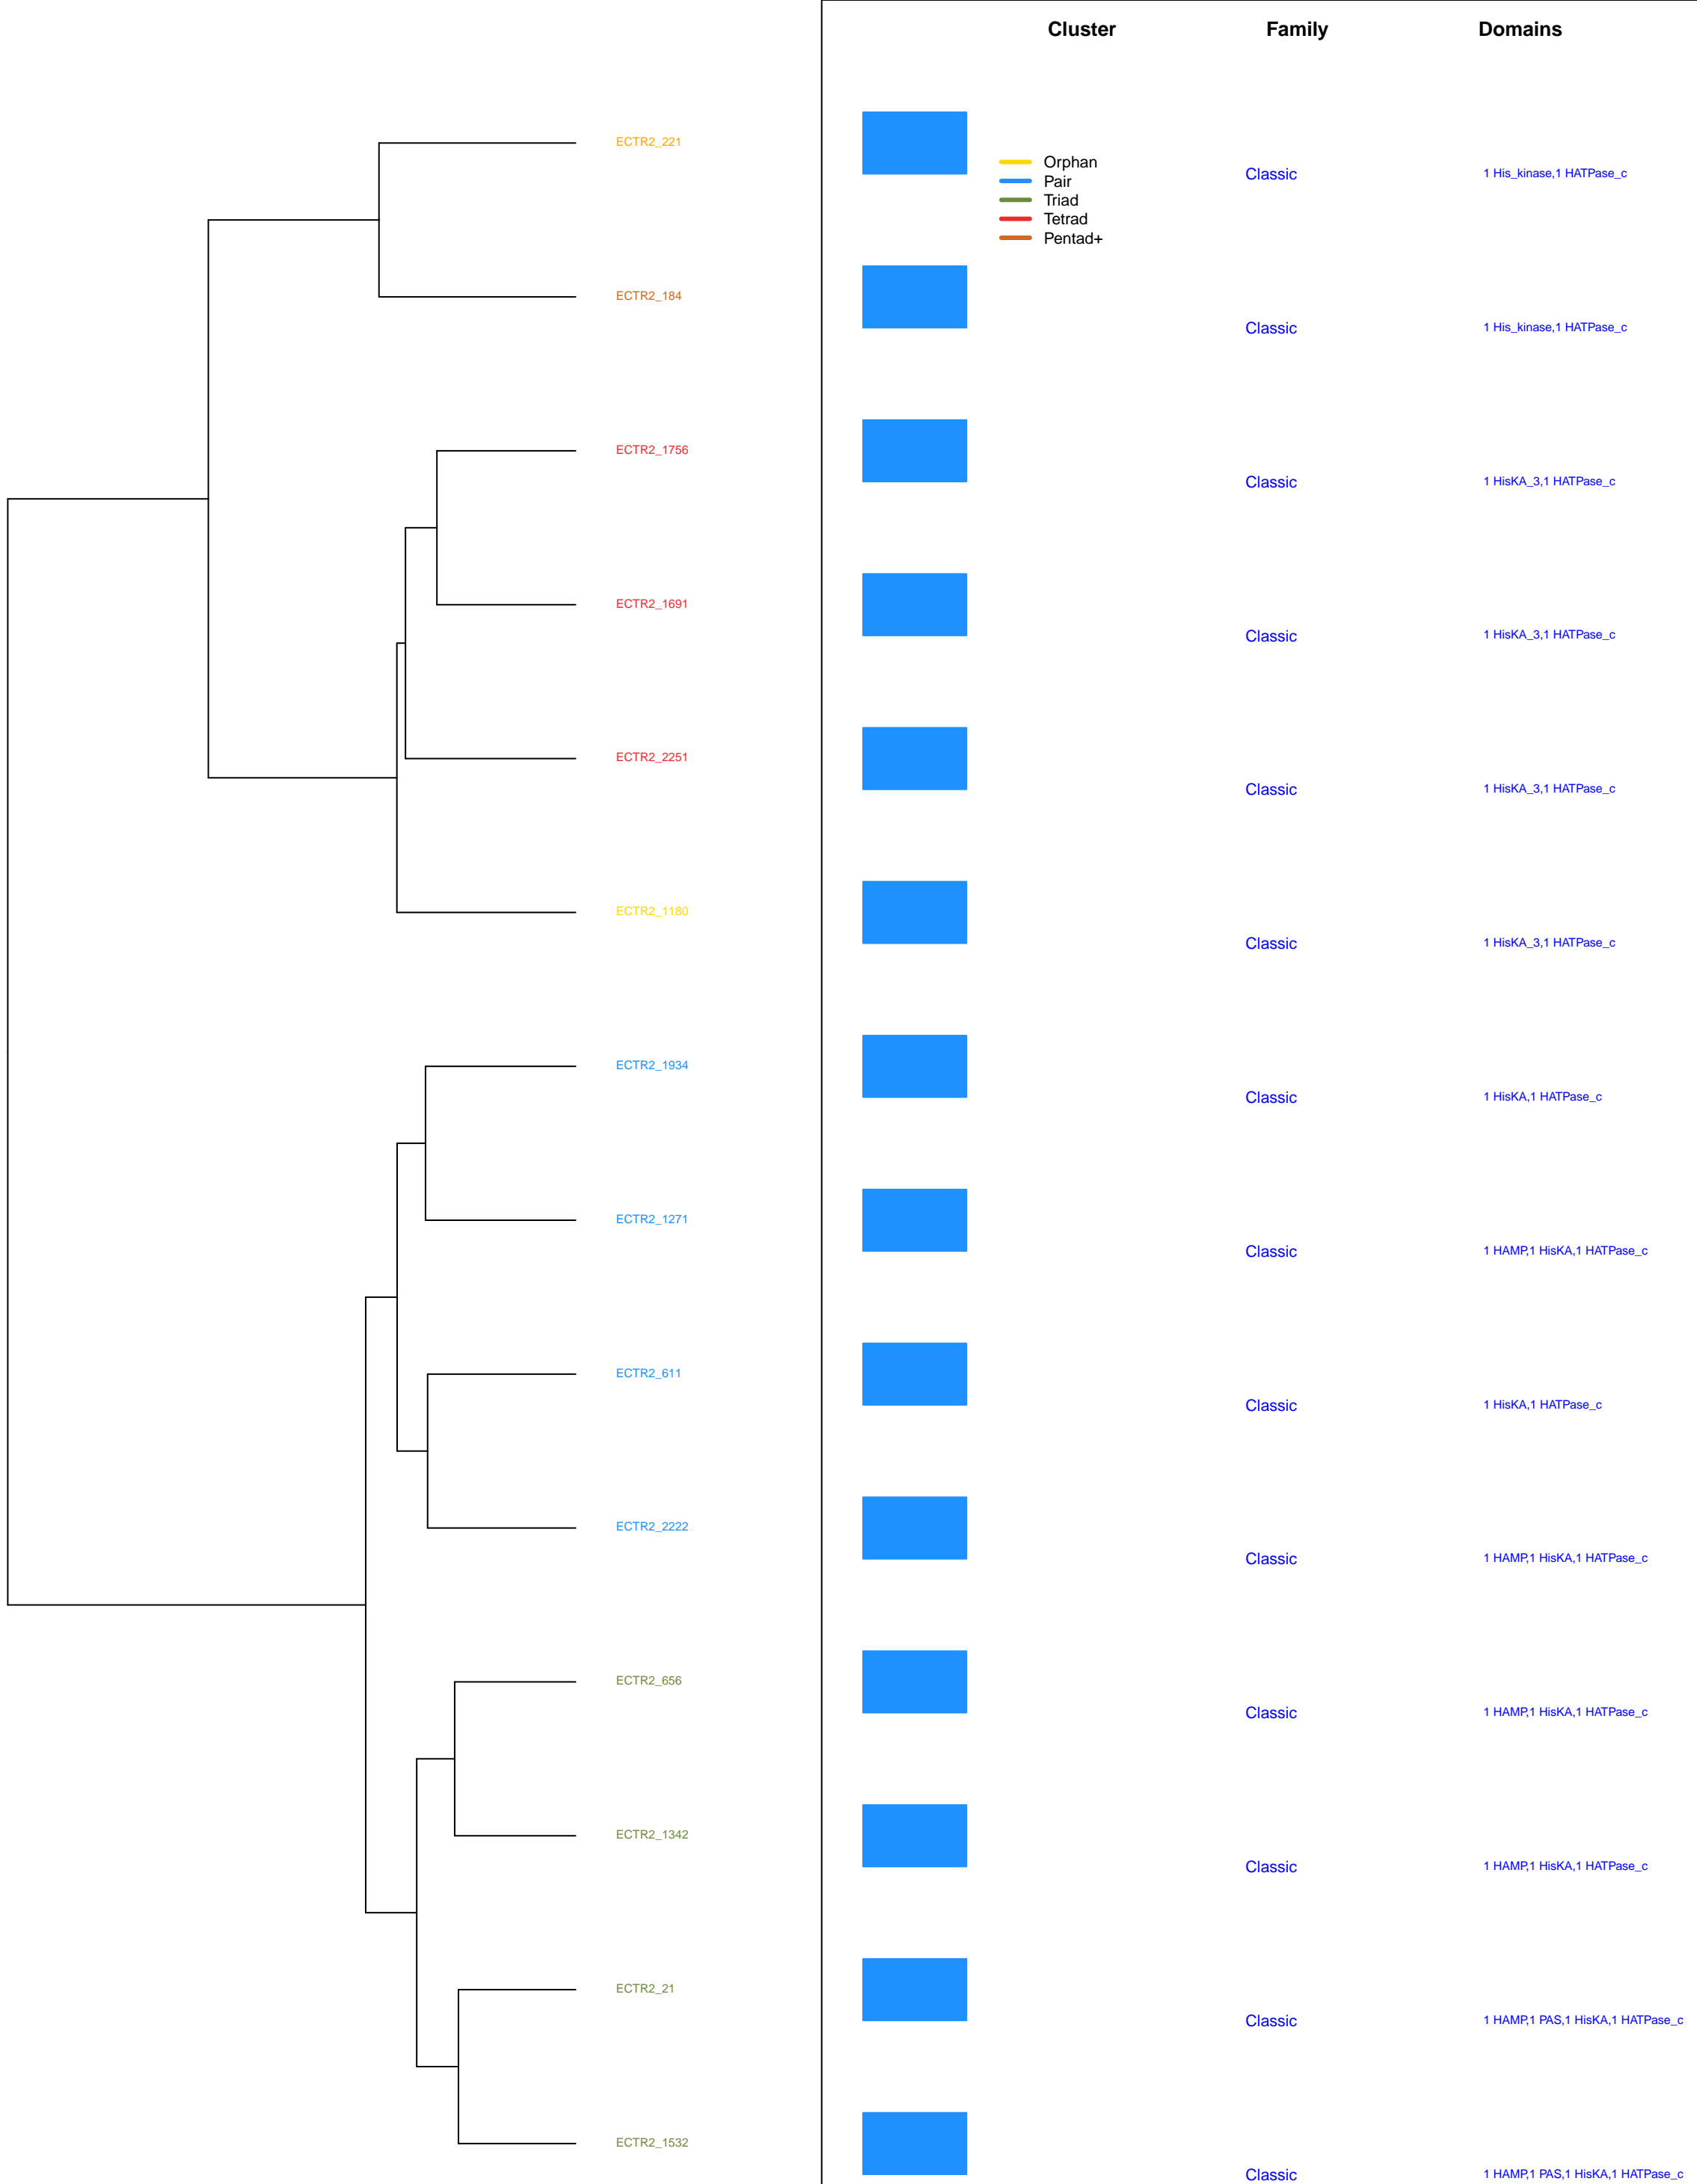 Cluster Family Domains
ECTR2_221
Orphan
Pair
Triad
Tetrad
Pentad+
Classic 1 His_kinase,1 HATPase_c
ECTR2_184
Classic 1 His_kinase,1 HATPase_c
ECTR2_1756
Classic 1 HisKA_3,1 HATPase_c
ECTR2_1691
Classic 1 HisKA_3,1 HATPase_c
ECTR2_2251
Classic 1 HisKA_3,1 HATPase_c
ECTR2_1180
Classic 1 HisKA_3,1 HATPase_c
ECTR2_1934
Classic 1 HisKA,1 HATPase_c
ECTR2_1271
Classic 1 HAMP,1 HisKA,1 HATPase_c
ECTR2_611
Classic 1 HisKA,1 HATPase_c
ECTR2_2222
Classic 1 HAMP,1 HisKA,1 HATPase_c
ECTR2_656
Classic 1 HAMP,1 HisKA,1 HATPase_c
ECTR2_1342
Classic 1 HAMP,1 HisKA,1 HATPase_c
ECTR2_21
Classic 1 HAMP,1 PAS,1 HisKA,1 HATPase_c
ECTR2_1532
Classic 1 HAMP,1 PAS,1 HisKA,1 HATPase_c